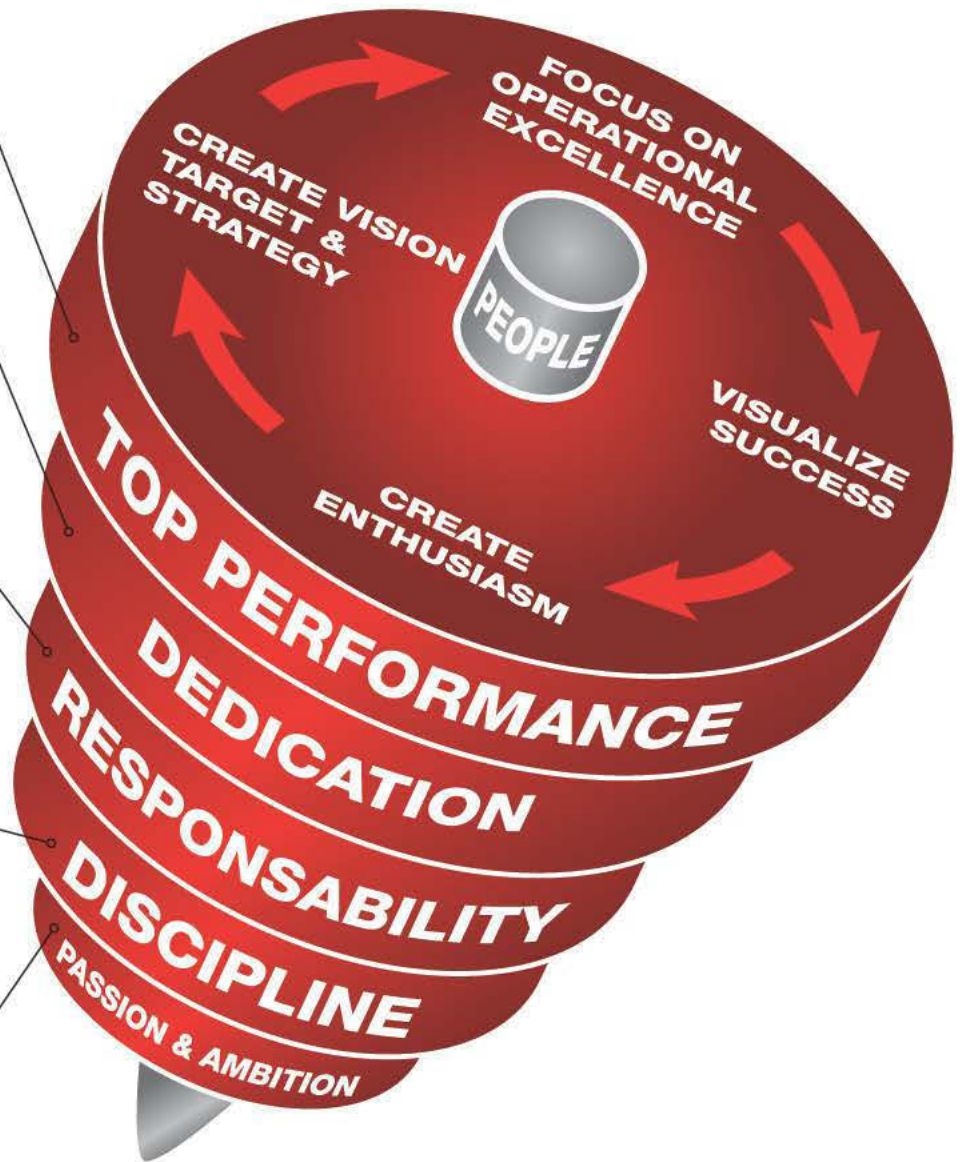 FOCUS ON
OPERATIONAL
EXCELLENCE
CREATE VISION
TARGET &
STRATEGY
PEOPLE
VISUALIZE
SUCCESS
CREATE
ENTHUSIASM
TOP PERFORMANCE
DEDICATION
RESPONSABILITY
DISCIPLINE
PASSION & AMBITION